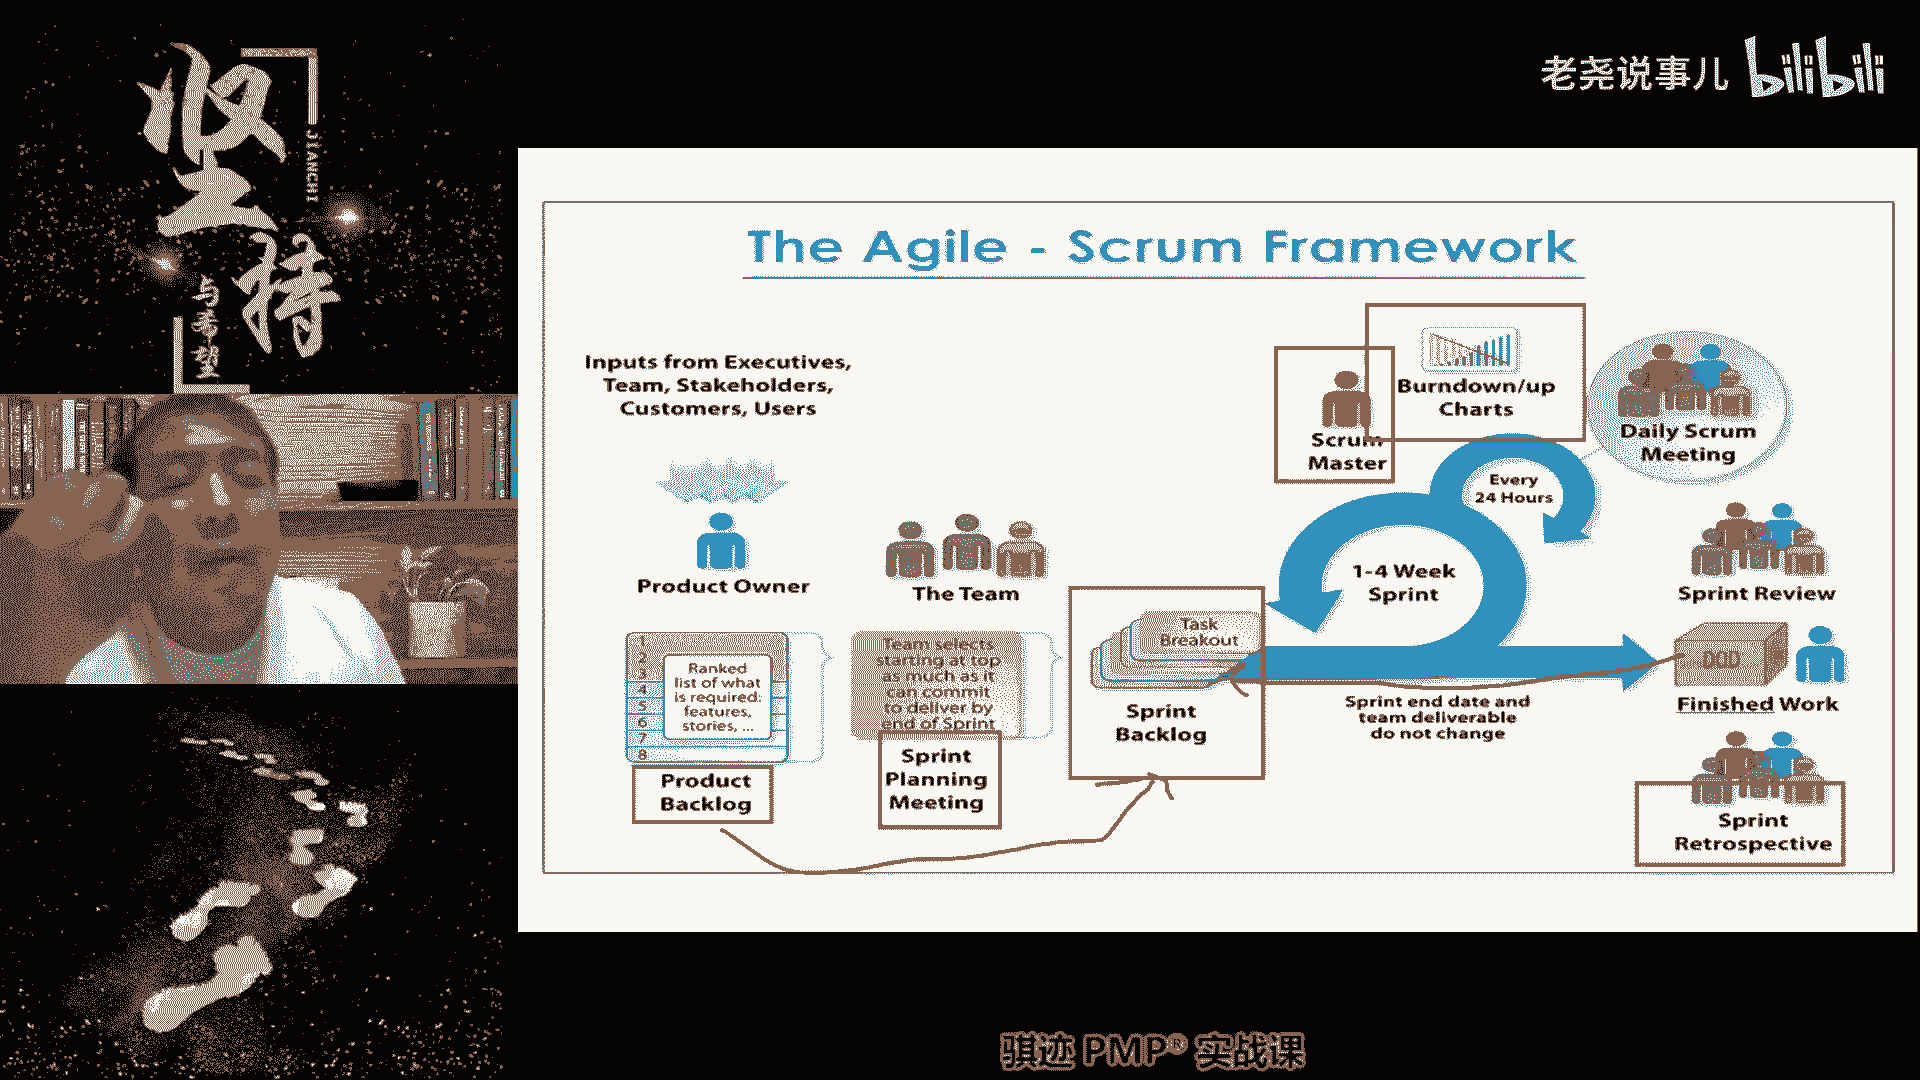 坚
持
JIANCHI
与希望
老尧说事儿 bilibili
The Agile - Scrum Framework
Inputs from Executives,
Team, Stakeholders,
Customers, Users
Product Owner
The Team
1
2
3
4
5
6
7
8
Ranked
list of what
is required:
features,
stories, ...
Product
Backlog
Team selects
starting at top
as much as it
can commit
to deliver by
end of Sprint
Sprint
Planning
Meeting
Task
Breakout
Sprint
Backlog
Scrum
Master
Burndown/up
Charts
Every
24 Hours
1-4 Week
Sprint
Sprint end date and
team deliverable
do not change
Daily Scrum
Meeting
Sprint Review
DOD
Finished Work
Sprint
Retrospective
骐迹 PMP® 实战课